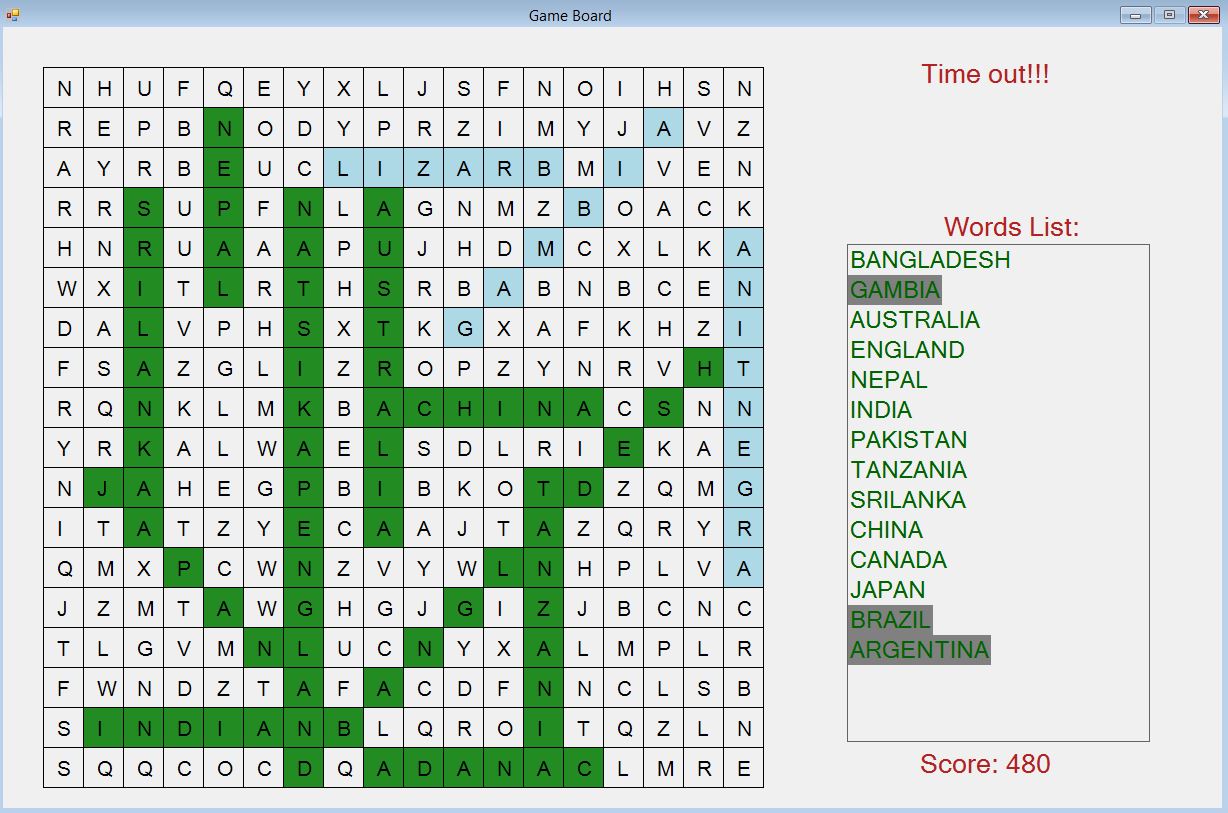 Game Board
Time out!!!
N H U F Q E Y X L J S F N O I H S N
R E P B N O D Y P R Z I M Y J A V Z
A Y R B E U C L I Z A R B M I V E N
R R S U P F N L A G N M Z B O A C K
H N R U A A A P U J H D M C X L K A
W X I T L R T H S R B A B N B C E N
D A L V P H S X T K G X A F K H Z I
F S A Z G L I Z R O P Z Y N R V H T
R Q N K L M K B A C H I N A C S N N
Y R K A L W A E L S D L R I E K A E
N J A H E G P B I B K O T D Z Q M G
I T A T Z Y E C A A J T A Z Q R Y R
Q M X P C W N Z V Y W L N H P L V A
J Z M T A W G H G J G I Z J B C N C
T L G V M N L U C N Y X A L M P L R
F W N D Z T A F A C D F N N C L S B
S I N D I A N B L Q R O I T Q Z L N
S Q Q C O C D Q A D A N A C L M R E
Words List:
BANGLADESH
GAMBIA
AUSTRALIA
ENGLAND
NEPAL
INDIA
PAKISTAN
TANZANIA
SRILANKA
CHINA
CANADA
JAPAN
BRAZIL
ARGENTINA
Score: 480